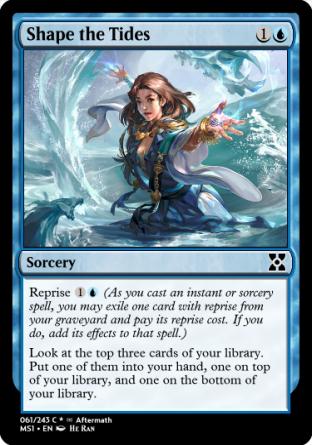 Shape the Tides 1
Sorcery
Reprise 1 (As you cast an instant or sorcery
spell, you may exile one card with reprise from
your graveyard and pay its reprise cost. If you
do, add its effects to that spell.)
Look at the top three cards of your library.
Put one of them into your hand, one on top
of your library, and one on the bottom of
your library.
061/243 C * Aftermath
MS1 • EN HE RAN